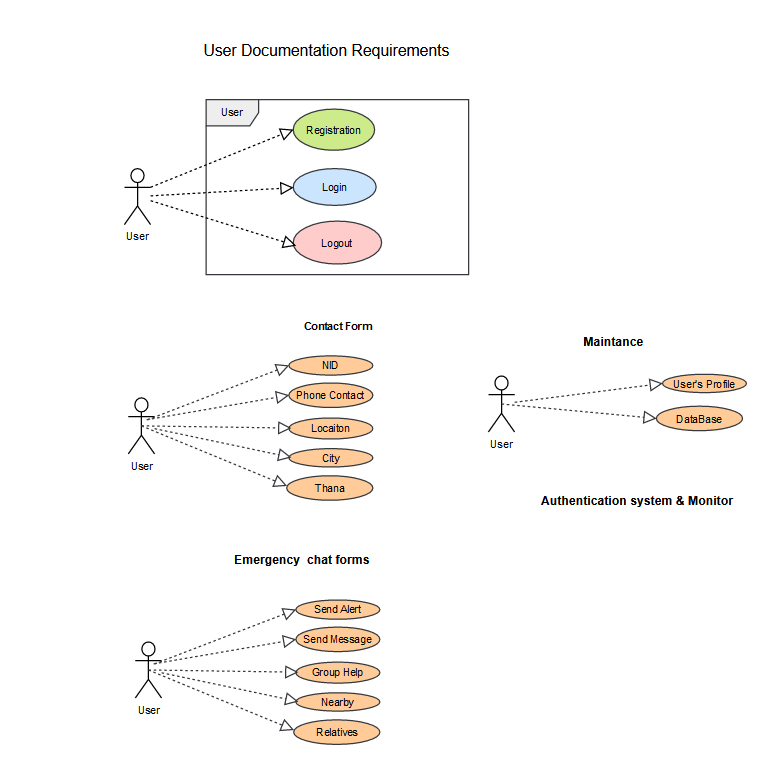 User Documentation Requirements
User
Registration
Login
Logout
User
Contact Form
NID
Phone Contact
Locaiton
City
Thana
User
Maintance
User's Profile
DataBase
User
Authentication system & Monitor
Emergency  chat forms
Send Alert
Send Message
Group Help
Nearby
Relatives
User